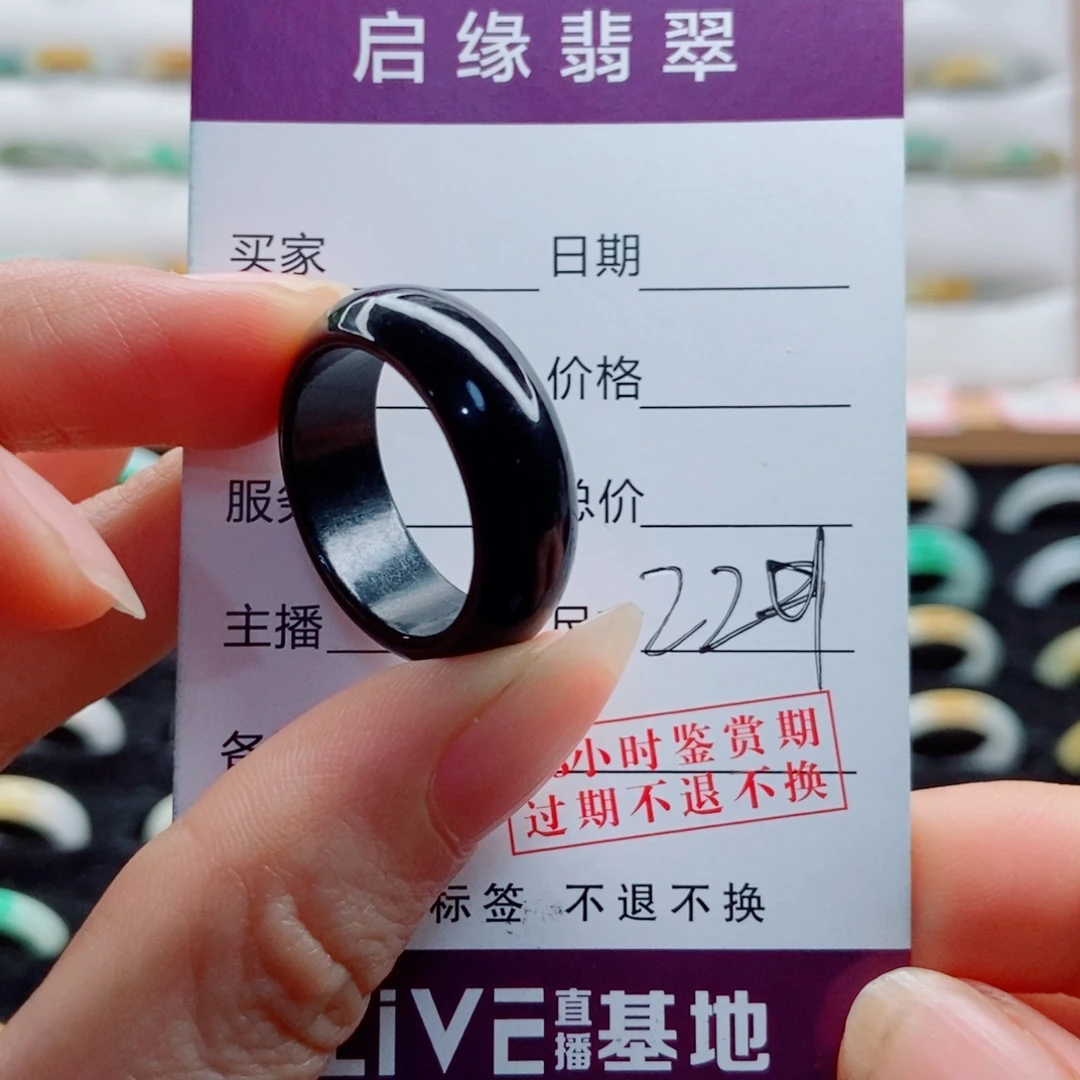 启缘翡翠
买家 日期
价格
服 总价
主播 22
小时鉴赏期
过期不退不换
标签 不退不换
LiVE直播基地